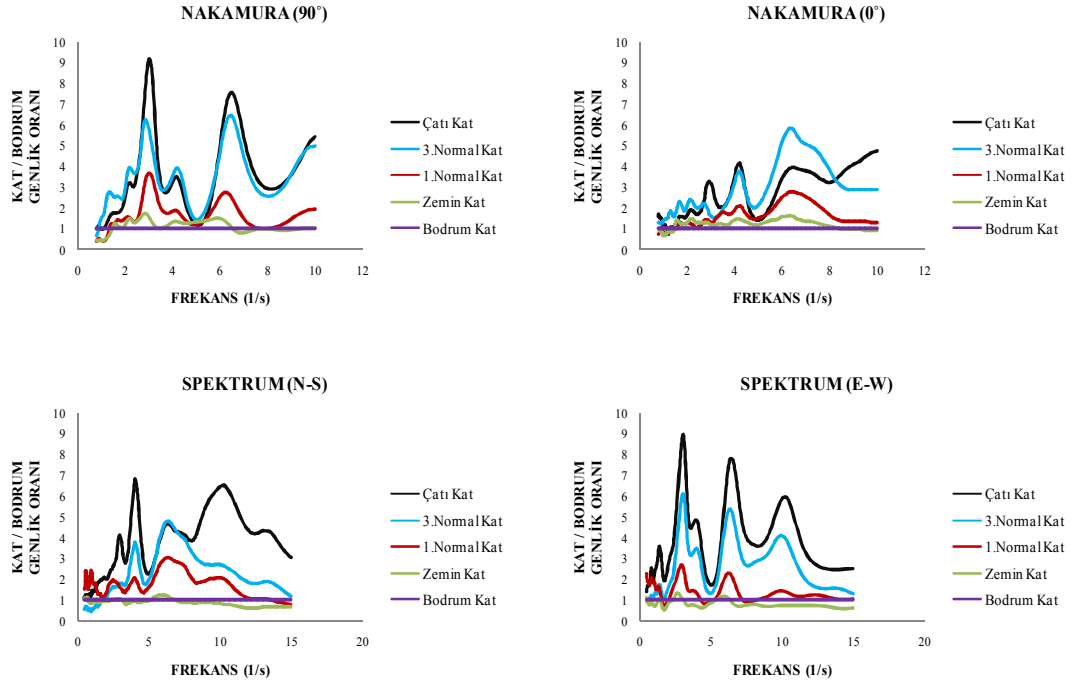 NAKAMURA (90°)
KAT / BODRUM
GENLİK ORANI
10
9
8
7
6
5
4
3
2
1
0
0 2 4 6 8 10 12
FREKANS (1/s)
Çatı Kat
3.Normal Kat
1.Normal Kat
Zemin Kat
Bodrum Kat
NAKAMURA (0°)
KAT / BODRUM
GENLİK ORANI
10
9
8
7
6
5
4
3
2
1
0
0 2 4 6 8 10 12
FREKANS (1/s)
Çatı Kat
3.Normal Kat
1.Normal Kat
Zemin Kat
Bodrum Kat
SPEKTRUM (N-S)
KAT / BODRUM
GENLİK ORANI
10
9
8
7
6
5
4
3
2
1
0
0 5 10 15 20
FREKANS (1/s)
Çatı Kat
3.Normal Kat
1.Normal Kat
Zemin Kat
Bodrum Kat
SPEKTRUM (E-W)
KAT / BODRUM
GENLİK ORANI
10
9
8
7
6
5
4
3
2
1
0
0 5 10 15 20
FREKANS (1/s)
Çatı Kat
3.Normal Kat
1.Normal Kat
Zemin Kat
Bodrum Kat